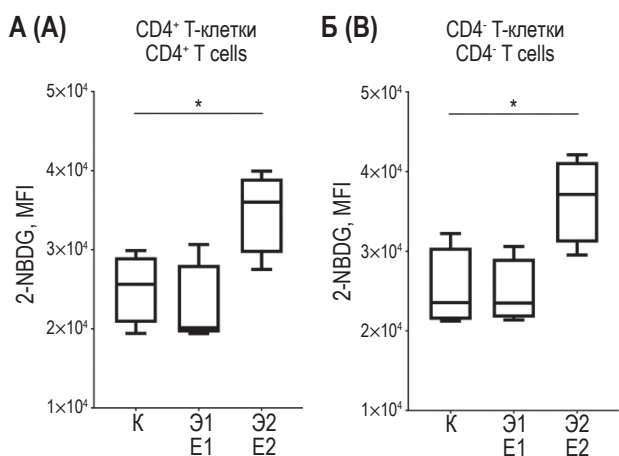 А (A)
CD4⁺ Т-клетки
CD4⁺ T cells
*
5×10⁴
4×10⁴
3×10⁴
2×10⁴
1×10⁴
2-NBDG, MFI
К
Э1
E1
Э2
E2
Б (B)
CD4⁻ Т-клетки
CD4⁻ T cells
*
5×10⁴
4×10⁴
3×10⁴
2×10⁴
1×10⁴
2-NBDG, MFI
К
Э1
E1
Э2
E2